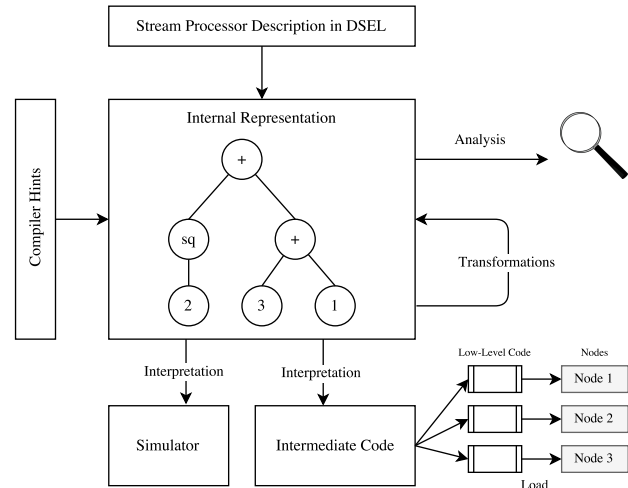 Stream Processor Description in DSEL
Internal Representation
+
Analysis
Compiler Hints
sq
+
Transformations
2
3
1
Interpretation
Interpretation
Low-Level Code
Nodes
Node 1
Node 2
Node 3
Simulator
Intermediate Code
Load